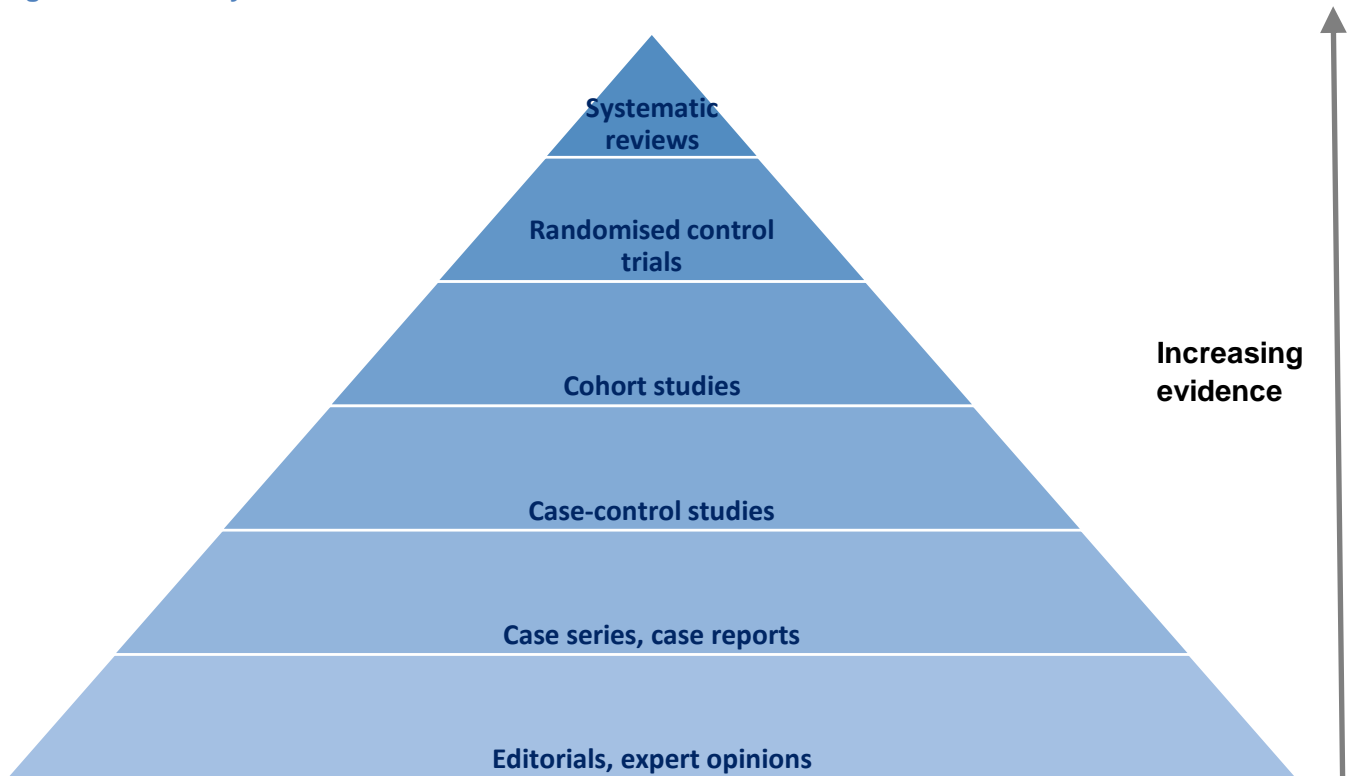 Systematic
reviews
Randomised control
trials
Cohort studies
Increasing
evidence
Case-control studies
Case series, case reports
Editorials, expert opinions